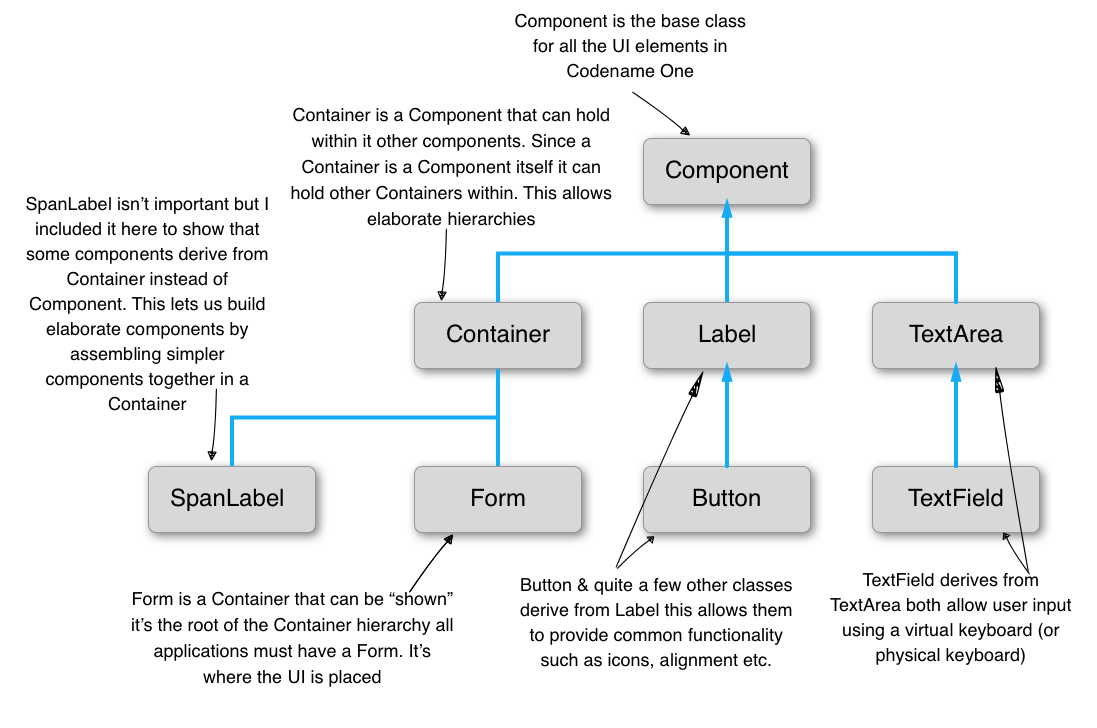 Component is the base class
for all the UI elements in
Codename One
Container is a Component that can hold
within it other components. Since a
Container is a Component itself it can
hold other Containers within. This allows
elaborate hierarchies
Component
SpanLabel isn’t important but I
included it here to show that
some components derive from
Container instead of
Component. This lets us build
elaborate components by
assembling simpler
components together in a
Container
Container
Label
TextArea
SpanLabel
Form
Button
TextField
Form is a Container that can be “shown”
it’s the root of the Container hierarchy all
applications must have a Form. It’s
where the UI is placed
Button & quite a few other classes
derive from Label this allows them
to provide common functionality
such as icons, alignment etc.
TextField derives from
TextArea both allow user input
using a virtual keyboard (or
physical keyboard)